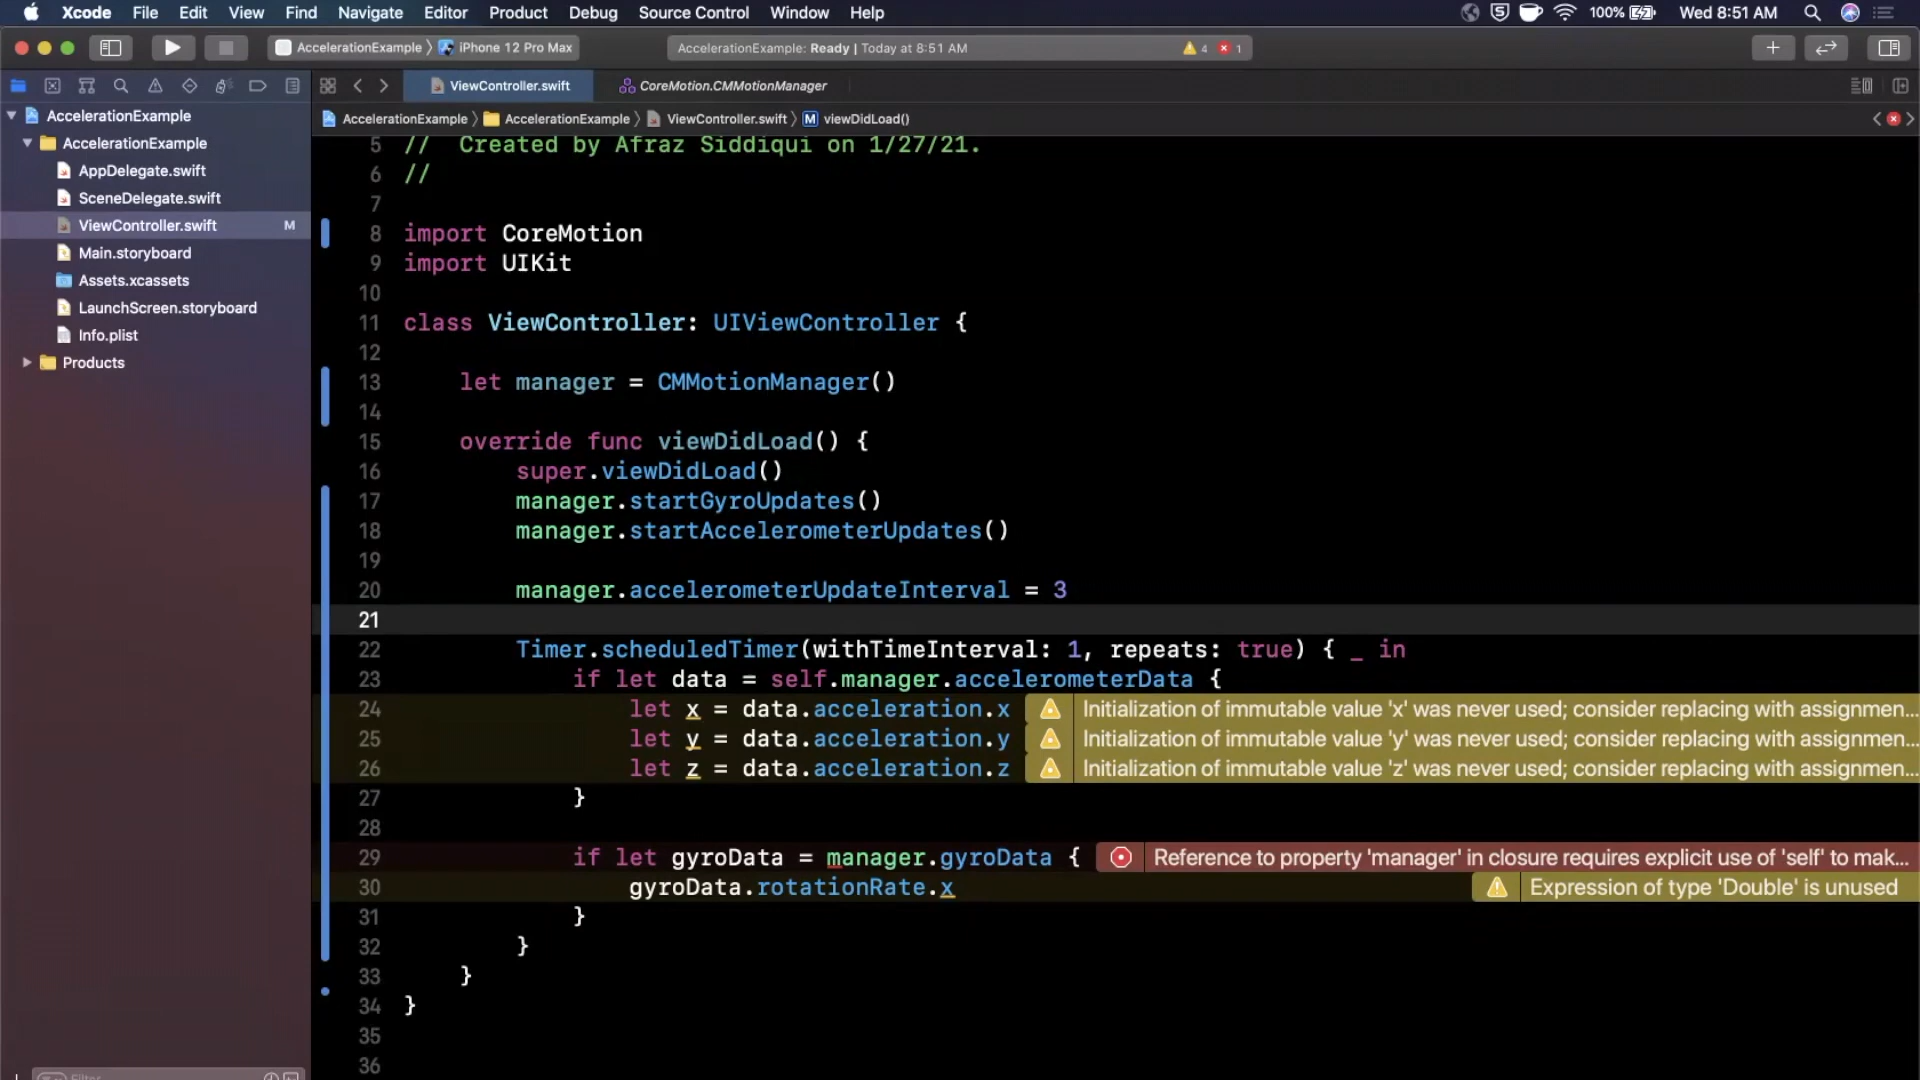 Xcode File Edit View Find Navigate Editor Product Debug Source Control Window Help 100% Wed 8:51 AM
AccelerationExample iPhone 12 Pro Max AccelerationExample: Ready | Today at 8:51 AM 4 1
ViewController.swift CoreMotion.CMMotionManager
AccelerationExample AccelerationExample ViewController.swift M viewDidLoad()
AccelerationExample
AccelerationExample
AppDelegate.swift
SceneDelegate.swift
ViewController.swift M
Main.storyboard
Assets.xcassets
LaunchScreen.storyboard
Info.plist
Products
5 // Created by Afraz Siddiqui on 1/27/21.
6 //
7
8 import CoreMotion
9 import UIKit
10
11 class ViewController: UIViewController {
12
13 let manager = CMMotionManager()
14
15 override func viewDidLoad() {
16 super.viewDidLoad()
17 manager.startGyroUpdates()
18 manager.startAccelerometerUpdates()
19
20 manager.accelerometerUpdateInterval = 3
21
22 Timer.scheduledTimer(withTimeInterval: 1, repeats: true) { _ in
23 if let data = self.manager.accelerometerData {
24 let x = data.acceleration.x Initialization of immutable value 'x' was never used; consider replacing with assignmen...
25 let y = data.acceleration.y Initialization of immutable value 'y' was never used; consider replacing with assignmen...
26 let z = data.acceleration.z Initialization of immutable value 'z' was never used; consider replacing with assignmen...
27 }
28
29 if let gyroData = manager.gyroData { Reference to property 'manager' in closure requires explicit use of 'self' to mak...
30 gyroData.rotationRate.x Expression of type 'Double' is unused
31 }
32 }
33 }
34 }
35
36
Filter